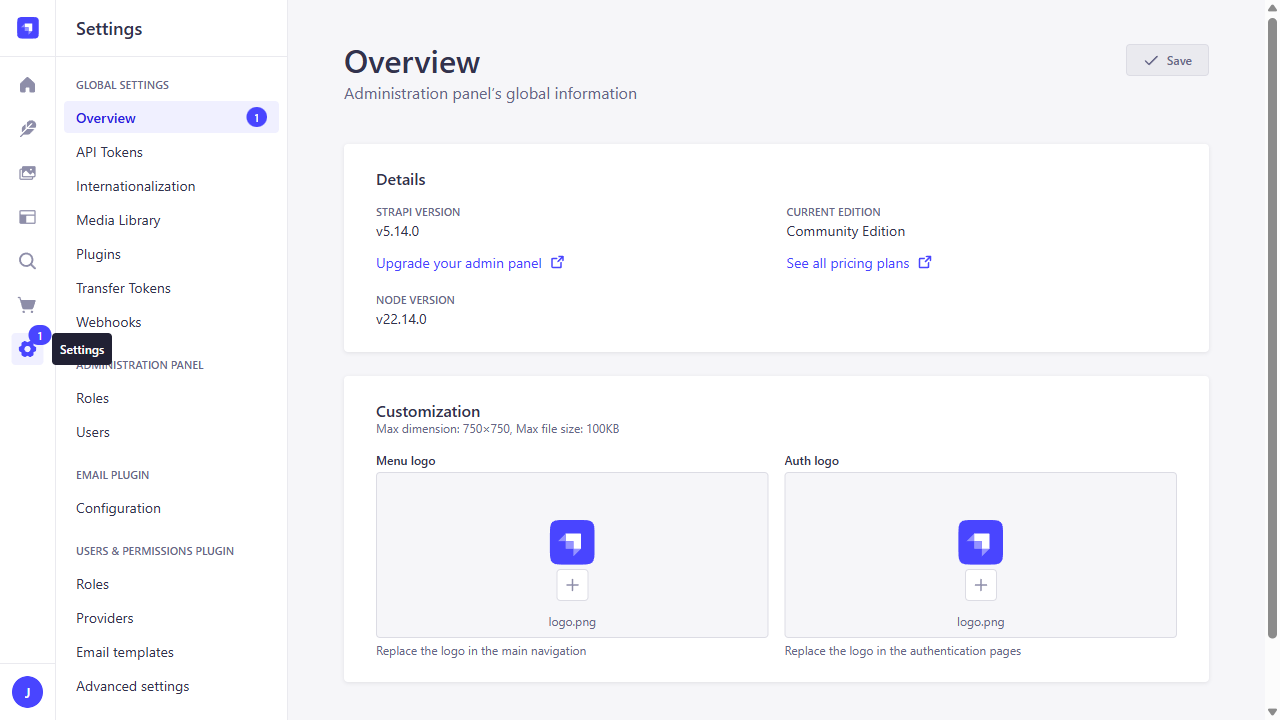 Settings
GLOBAL SETTINGS
Overview
1
API Tokens
Internationalization
Media Library
Plugins
Transfer Tokens
Webhooks
1
Settings
ADMINISTRATION PANEL
Roles
Users
EMAIL PLUGIN
Configuration
USERS & PERMISSIONS PLUGIN
Roles
Providers
Email templates
Advanced settings
J
Overview
Administration panel's global information
Save
Details
STRAPI VERSION
v5.14.0
Upgrade your admin panel
CURRENT EDITION
Community Edition
See all pricing plans
NODE VERSION
v22.14.0
Customization
Max dimension: 750×750, Max file size: 100KB
Menu logo
logo.png
Replace the logo in the main navigation
Auth logo
logo.png
Replace the logo in the authentication pages